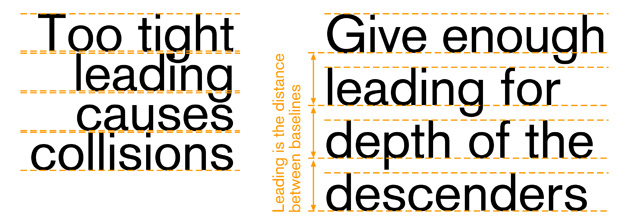 Too tight
leading
causes
collisions
Leading is the distance
between baselines
Give enough
leading for
depth of the
descenders